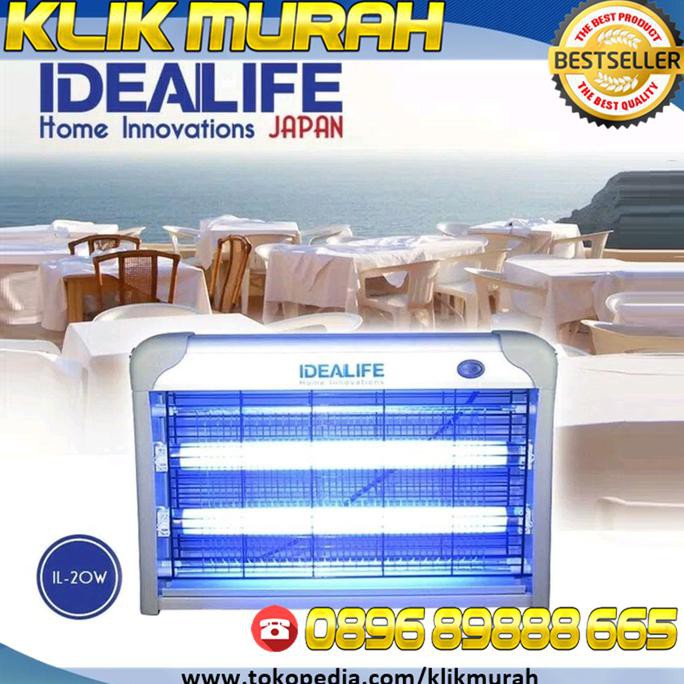 KLIK MURAH
THE BEST PRODUCT
BESTSELLER
THE BEST QUALITY
IDEALIFE
Home Innovations JAPAN
IDEALIFE
Home Innovations
IL-20W
0896 89888 665
www.tokopedia.com/klikmurah